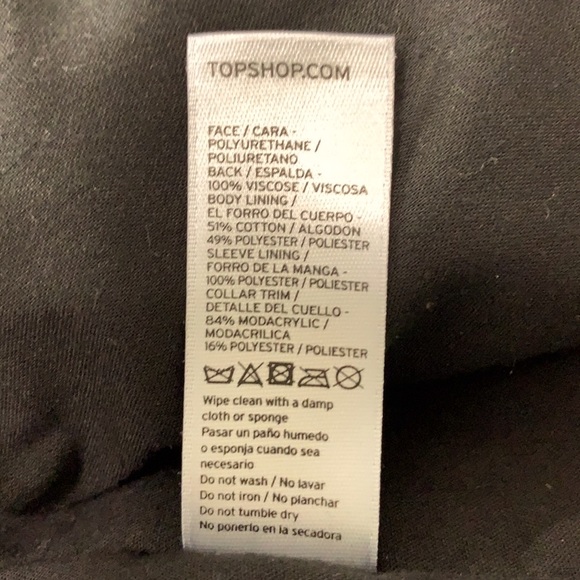 TOPSHOP.COM
FACE / CARA -
POLYURETHANE /
POLIURETANO
BACK / ESPALDA -
100% VISCOSE / VISCOSA
BODY LINING /
EL FORRO DEL CUERPO -
51% COTTON / ALGODON
49% POLYESTER / POLIESTER
SLEEVE LINING /
FORRO DE LA MANGA -
100% POLYESTER / POLIESTER
COLLAR TRIM /
DETALLE DEL CUELLO -
84% MODACRYLIC /
MODACRILICA
16% POLYESTER / POLIESTER
Wipe clean with a damp
cloth or sponge
Pasar un paño humedo
o esponja cuando sea
necesario
Do not wash / No lavar
Do not iron / No planchar
Do not tumble dry
No ponerlo en la secadora